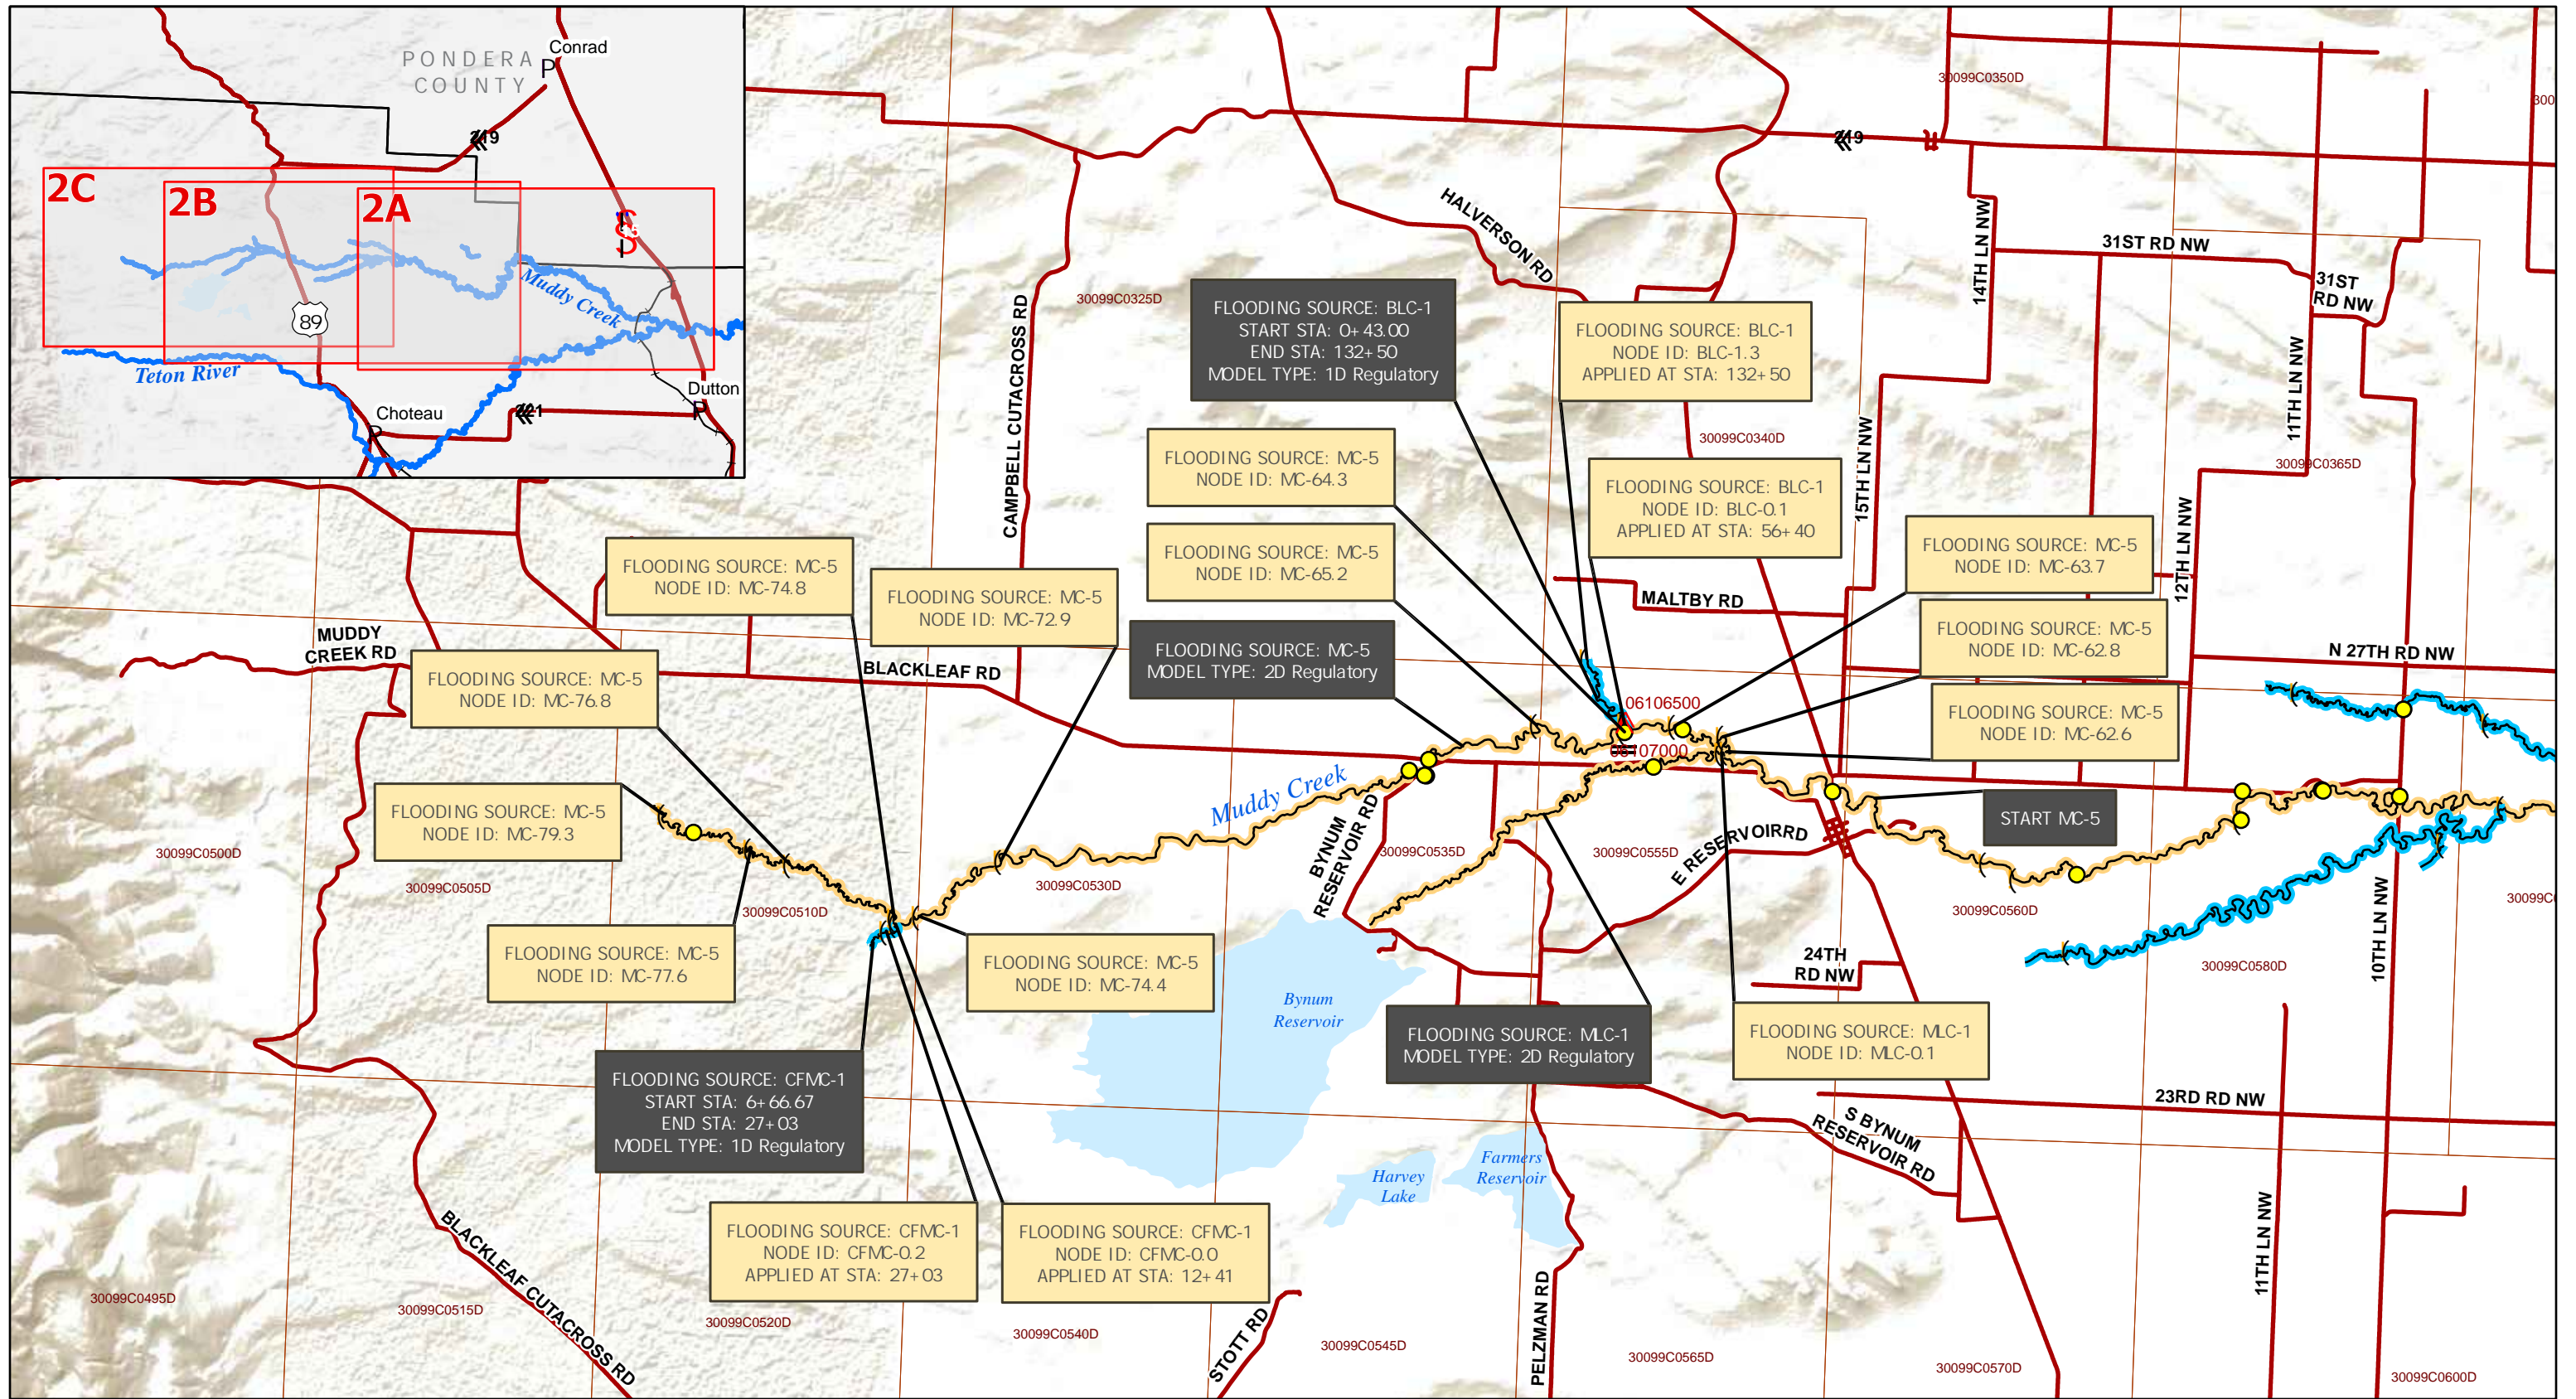 PONDERA
COUNTY
Conrad
P
219
2C
2B
2A
Muddy Creek
89
Teton River
Choteau
P
221
Dutton
P
30099C0350D
219
HALVERSON RD
14TH LN NW
31ST RD NW
31ST
RD NW
30099C0325D
CAMPBELL CUTACROSS RD
FLOODING SOURCE: BLC-1
START STA: 0+43.00
END STA: 132+50
MODEL TYPE: 1D Regulatory
FLOODING SOURCE: BLC-1
NODE ID: BLC-1.3
APPLIED AT STA: 132+50
11TH LN NW
30099C0340D
30099C0365D
15TH LN NW
FLOODING SOURCE: MC-5
NODE ID: MC-64.3
FLOODING SOURCE: BLC-1
NODE ID: BLC-0.1
APPLIED AT STA: 56+40
12TH LN NW
FLOODING SOURCE: MC-5
NODE ID: MC-65.2
FLOODING SOURCE: MC-5
NODE ID: MC-63.7
FLOODING SOURCE: MC-5
NODE ID: MC-74.8
FLOODING SOURCE: MC-5
NODE ID: MC-72.9
MALTBY RD
FLOODING SOURCE: MC-5
NODE ID: MC-62.8
MUDDY
CREEK RD
BLACKLEAF RD
FLOODING SOURCE: MC-5
MODEL TYPE: 2D Regulatory
N 27TH RD NW
FLOODING SOURCE: MC-5
NODE ID: MC-76.8
06106500
06107000
FLOODING SOURCE: MC-5
NODE ID: MC-62.6
Muddy Creek
FLOODING SOURCE: MC-5
NODE ID: MC-79.3
START MC-5
BYNUM
RESERVOIR RD
E RESERVOIRRD
30099C0500D
30099C0505D
30099C0510D
30099C0530D
30099C0535D
30099C0555D
30099C0560D
30099C0580D
10TH LN NW
FLOODING SOURCE: MC-5
NODE ID: MC-77.6
FLOODING SOURCE: MC-5
NODE ID: MC-74.4
24TH
RD NW
Bynum
Reservoir
FLOODING SOURCE: MLC-1
MODEL TYPE: 2D Regulatory
FLOODING SOURCE: MLC-1
NODE ID: MLC-0.1
FLOODING SOURCE: CFMC-1
START STA: 6+66.67
END STA: 27+03
MODEL TYPE: 1D Regulatory
23RD RD NW
S BYNUM
RESERVOIR RD
Farmers
Reservoir
Harvey
Lake
BLACKLEAF CUTACROSS RD
FLOODING SOURCE: CFMC-1
NODE ID: CFMC-0.2
APPLIED AT STA: 27+03
FLOODING SOURCE: CFMC-1
NODE ID: CFMC-0.0
APPLIED AT STA: 12+41
11TH LN NW
STOTT RD
PELZMAN RD
30099C0495D
30099C0515D
30099C0520D
30099C0540D
30099C0545D
30099C0565D
30099C0570D
30099C0600D